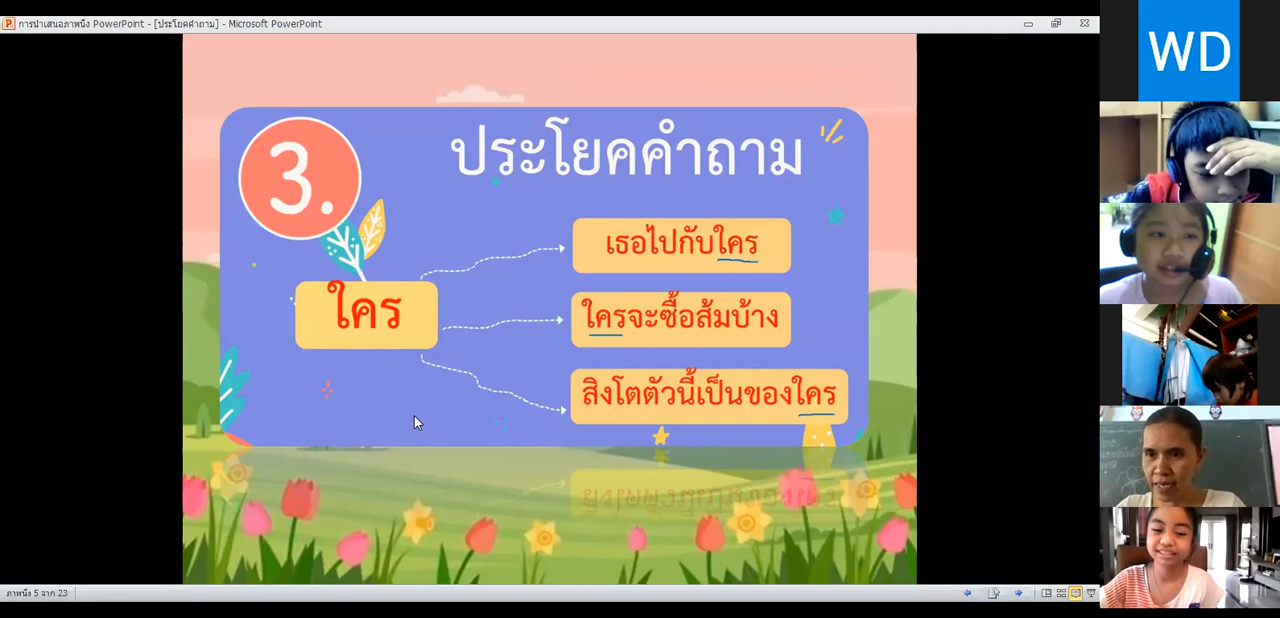 การนำเสนอภาพนิ่ง PowerPoint - [ประโยคคำถาม] - Microsoft PowerPoint
WD
3.
ประโยคคำถาม
ใคร
เธอไปกับใคร
ใครจะซื้อส้มบ้าง
สิงโตตัวนี้เป็นของใคร
ภาพนิ่ง 5 จาก 23